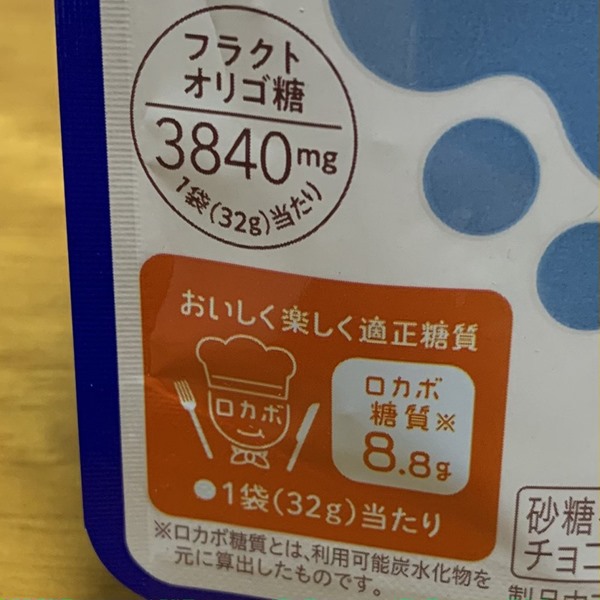 フラクト
オリゴ糖
3840mg
1袋(32g)当たり
おいしく楽しく適正糖質
ロカボ
ロカボ
糖質※
8.8g
●1袋(32g)当たり
※ロカボ糖質とは、利用可能炭水化物を
元に算出したものです。
砂糖
チョコ